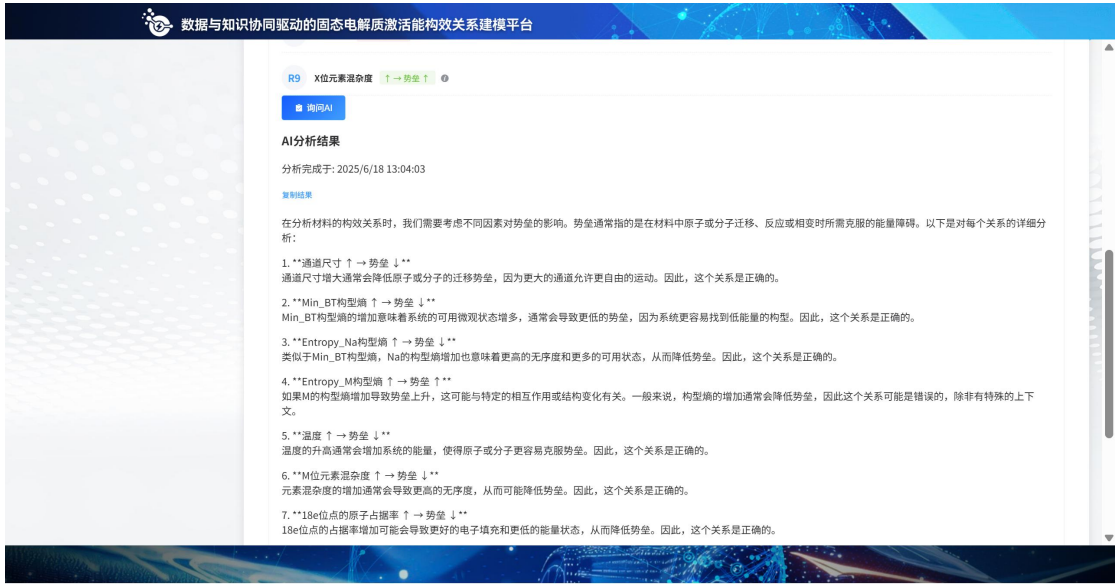 数据与知识协同驱动的固态电解质激活能构效关系建模平台
R9 X位元素混杂度 ↑ → 势垒 ↑
询问AI
AI分析结果
分析完成于: 2025/6/18 13:04:03
复制结果
在分析材料的构效关系时，我们需要考虑不同因素对势垒的影响。势垒通常指的是在材料中原子或分子迁移、反应或相变时所需克服的能量障碍。以下是对每个关系的详细分
析：
1. **通道尺寸 ↑ → 势垒 ↓**
通道尺寸增大通常会降低原子或分子的迁移势垒，因为更大的通道允许更自由的运动。因此，这个关系是正确的。
2. **Min_BT构型熵 ↑ → 势垒 ↓**
Min_BT构型熵的增加意味着系统的可用微观状态增多，通常会导致更低的势垒，因为系统更容易找到低能量的构型。因此，这个关系是正确的。
3. **Entropy_Na构型熵 ↑ → 势垒 ↓**
类似于Min_BT构型熵，Na的构型熵增加也意味着更高的无序度和更多的可用状态，从而降低势垒。因此，这个关系是正确的。
4. **Entropy_M构型熵 ↑ → 势垒 ↑**
如果M的构型熵增加导致势垒上升，这可能与特定的相互作用或结构变化有关。一般来说，构型熵的增加通常会降低势垒，因此这个关系可能是错误的，除非有特殊的上下
文。
5. **温度 ↑ → 势垒 ↓**
温度的升高通常会增加系统的能量，使得原子或分子更容易克服势垒。因此，这个关系是正确的。
6. **M位元素混杂度 ↑ → 势垒 ↓**
元素混杂度的增加通常会导致更高的无序度，从而可能降低势垒。因此，这个关系是正确的。
7. **18e位点的原子占据率 ↑ → 势垒 ↓**
18e位点的占据率增加可能会导致更好的电子填充和更低的能量状态，从而降低势垒。因此，这个关系是正确的。